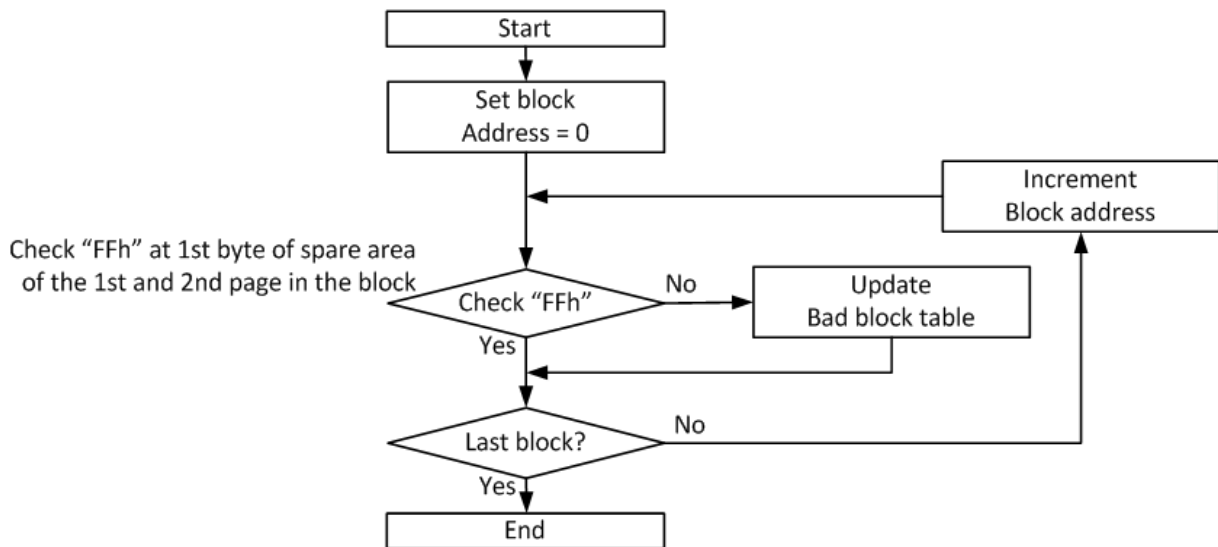 Start
Set block
Address = 0
Increment
Block address
Check “FFh” at 1st byte of spare area
of the 1st and 2nd page in the block
Check “FFh”
No
Update
Bad block table
Yes
Last block?
No
Yes
End